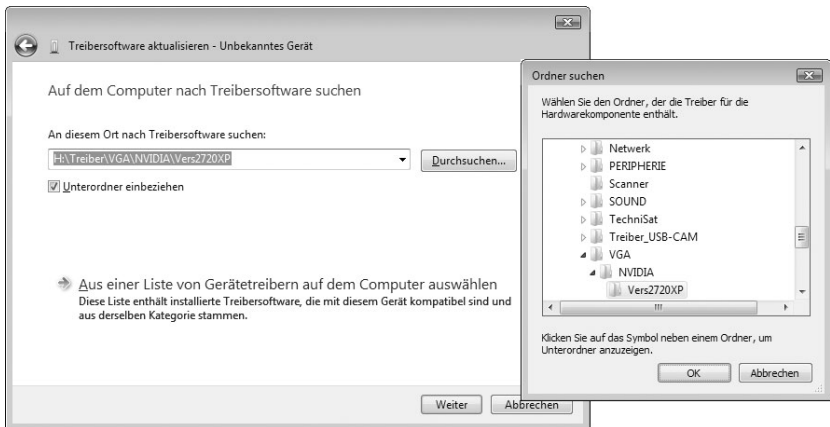 Treibersoftware aktualisieren - Unbekanntes Gerät
Auf dem Computer nach Treibersoftware suchen
An diesem Ort nach Treibersoftware suchen:
H:\Treiber\VGA\NVIDIA\Vers2720XP
Durchsuchen...
Unterordner einbeziehen
Aus einer Liste von Gerätetreibern auf dem Computer auswählen
Diese Liste enthält installierte Treibersoftware, die mit diesem Gerät kompatibel sind und
aus derselben Kategorie stammen.
Weiter
Abbrechen
Ordner suchen
Wählen Sie den Ordner, der die Treiber für die
Hardwarekomponente enthält.
Netwerk
PERIPHERIE
Scanner
SOUND
TechniSat
Treiber_USB-CAM
VGA
NVIDIA
Vers2720XP
Klicken Sie auf das Symbol neben einem Ordner, um
Unterordner anzuzeigen.
OK
Abbrechen